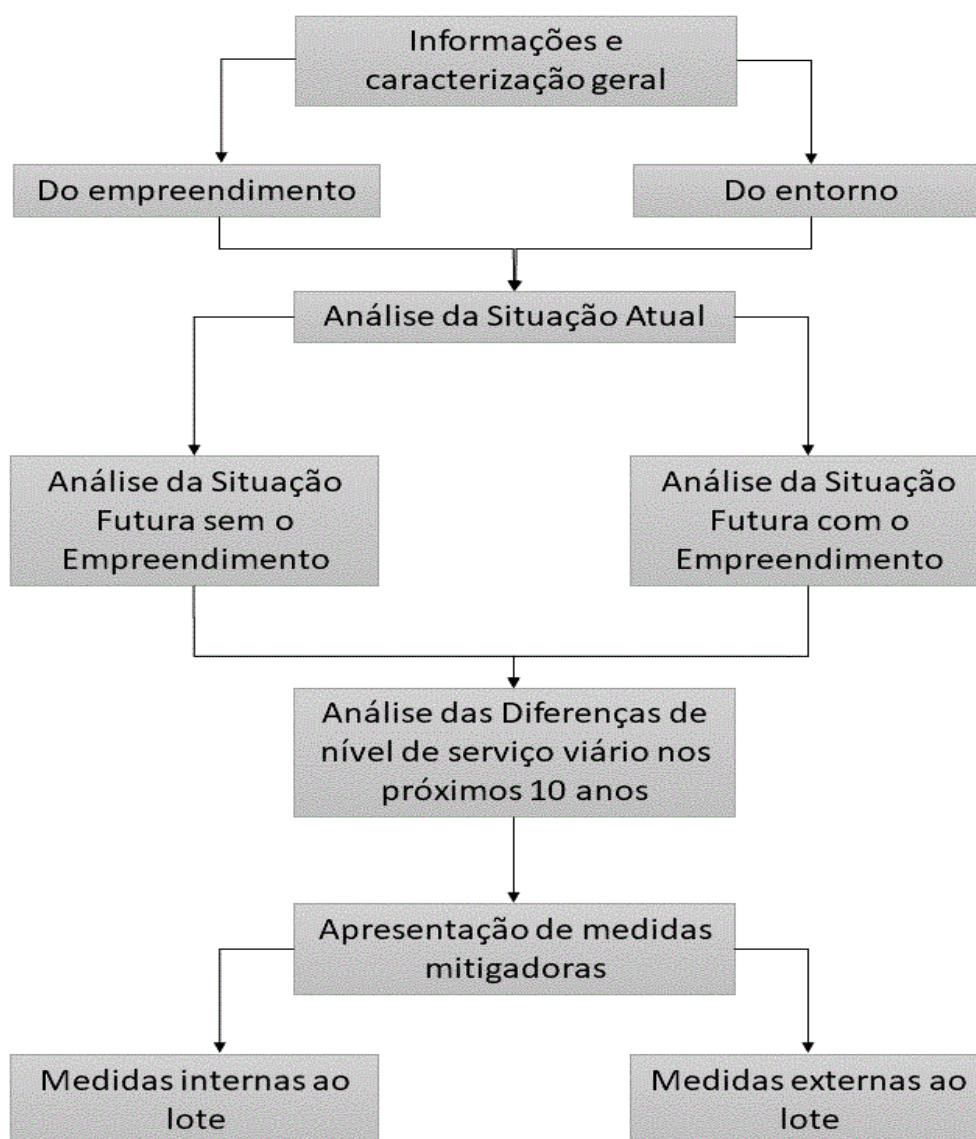 Informações e
caracterização geral
Do empreendimento
Do entorno
Análise da Situação Atual
Análise da Situação
Futura sem o
Empreendimento
Análise da Situação
Futura com o
Empreendimento
Análise das Diferenças de
nível de serviço viário nos
próximos 10 anos
Apresentação de medidas
mitigadoras
Medidas internas ao
lote
Medidas externas ao
lote